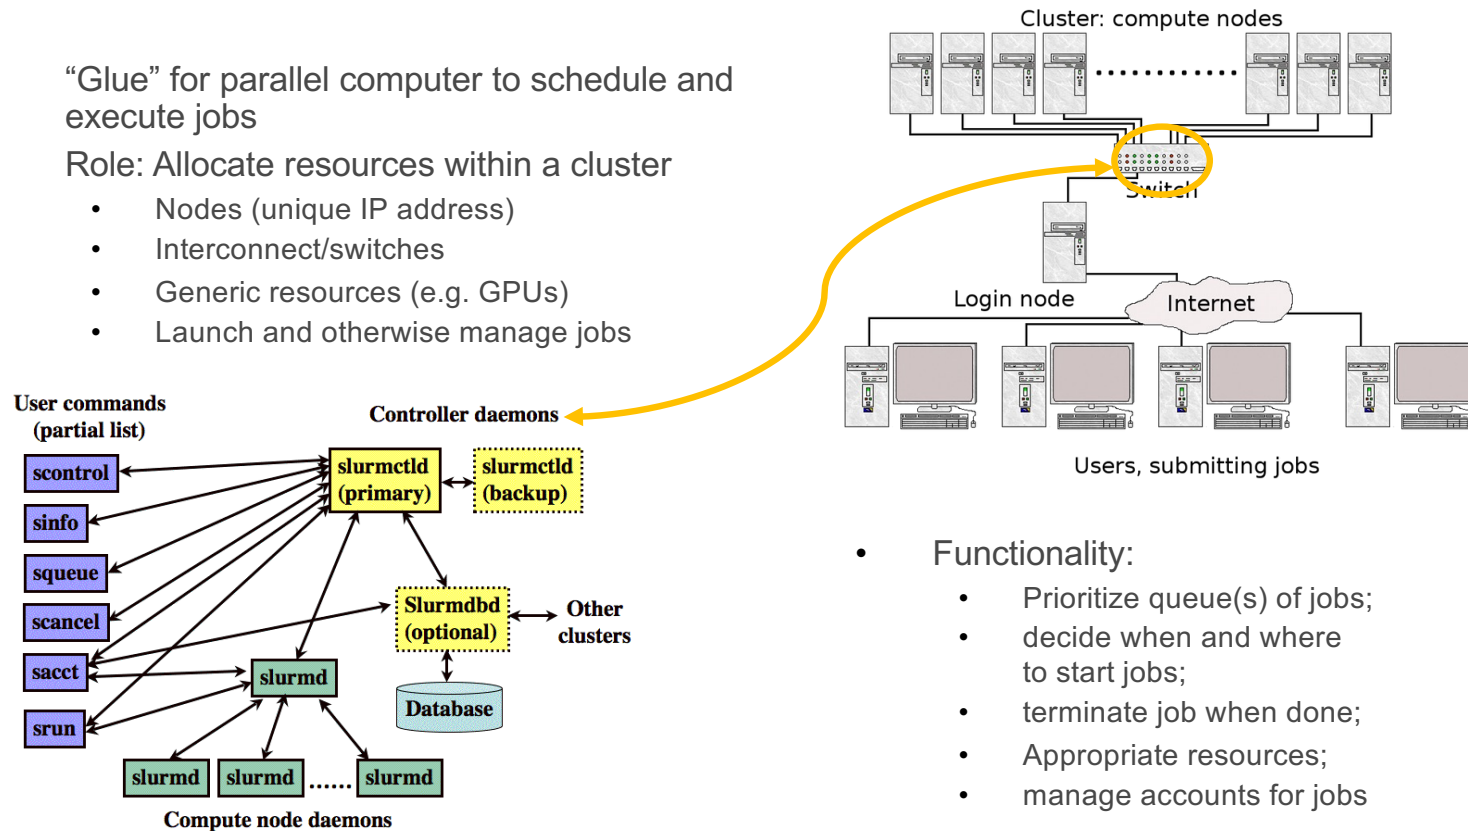 “Glue” for parallel computer to schedule and
execute jobs
Role: Allocate resources within a cluster
• Nodes (unique IP address)
• Interconnect/switches
• Generic resources (e.g. GPUs)
• Launch and otherwise manage jobs
Cluster: compute nodes
Switch
Login node
Internet
Users, submitting jobs
User commands
(partial list)
Controller daemons
scontrol
sinfo
squeue
scancel
sacct
srun
slurmctld
(primary)
slurmctld
(backup)
Slurmdbd
(optional)
Other
clusters
Database
slurmd
slurmd
slurmd
......
slurmd
Compute node daemons
• Functionality:
• Prioritize queue(s) of jobs;
• decide when and where
to start jobs;
• terminate job when done;
• Appropriate resources;
• manage accounts for jobs